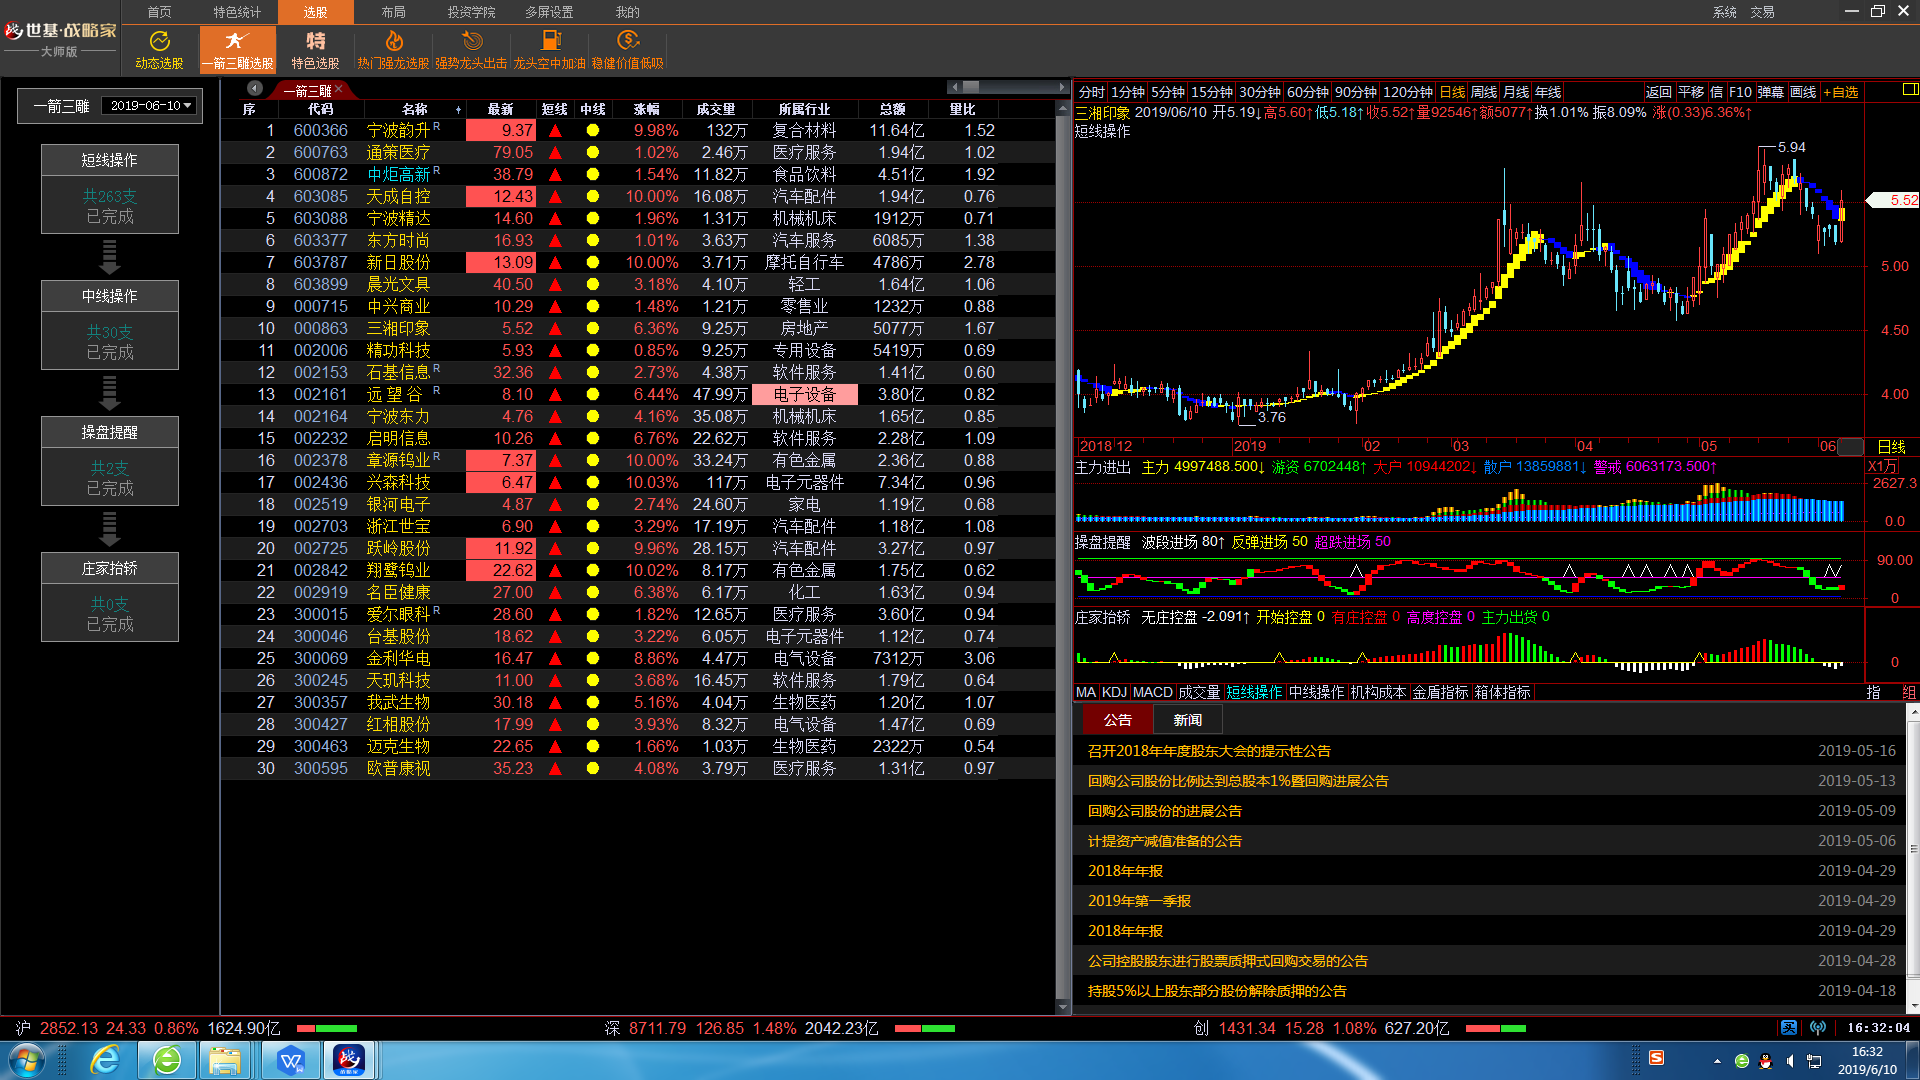 首页 特色统计 选股 布局 投资学院 多屏设置 我的 系统 交易
世基·战略家
大师版
动态选股 一箭三雕选股 特色选股 热门强龙选股 强势龙头出击 龙头空中加油 稳健价值低吸
一箭三雕 2019-06-10
短线操作
共263支
已完成
中线操作
共30支
已完成
操盘提醒
共2支
已完成
庄家抬轿
共0支
已完成
一箭三雕
序 代码 名称 最新 短线 中线 涨幅 成交量 所属行业 总额 量比
1 600366 宁波韵升 R 9.37 9.98% 132万 复合材料 11.64亿 1.52
2 600763 通策医疗 79.05 1.02% 2.46万 医疗服务 1.94亿 1.02
3 600872 中炬高新 R 38.79 1.54% 11.82万 食品饮料 4.51亿 1.92
4 603085 天成自控 12.43 10.00% 16.08万 汽车配件 1.94亿 0.76
5 603088 宁波精达 14.60 1.96% 1.31万 机械机床 1912万 0.71
6 603377 东方时尚 16.93 1.01% 3.63万 汽车服务 6085万 1.38
7 603787 新日股份 13.09 10.00% 3.71万 摩托自行车 4786万 2.78
8 603899 晨光文具 40.50 3.18% 4.10万 轻工 1.64亿 1.06
9 000715 中兴商业 10.29 1.48% 1.21万 零售业 1232万 0.88
10 000863 三湘印象 5.52 6.36% 9.25万 房地产 5077万 1.67
11 002006 精功科技 5.93 0.85% 9.25万 专用设备 5419万 0.69
12 002153 石基信息 R 32.36 2.73% 4.38万 软件服务 1.41亿 0.60
13 002161 远望谷 R 8.10 6.44% 47.99万 电子设备 3.80亿 0.82
14 002164 宁波东力 4.76 4.16% 35.08万 机械机床 1.65亿 0.85
15 002232 启明信息 10.26 6.76% 22.62万 软件服务 2.28亿 1.09
16 002378 章源钨业 R 7.37 10.00% 33.24万 有色金属 2.36亿 0.88
17 002436 兴森科技 6.47 10.03% 117万 电子元器件 7.34亿 0.96
18 002519 银河电子 4.87 2.74% 24.60万 家电 1.19亿 0.68
19 002703 浙江世宝 6.90 3.29% 17.19万 汽车配件 1.18亿 1.08
20 002725 跃岭股份 11.92 9.96% 28.15万 汽车配件 3.27亿 0.97
21 002842 翔鹭钨业 22.62 10.02% 8.17万 有色金属 1.75亿 0.62
22 002919 名臣健康 27.00 6.38% 6.17万 化工 1.63亿 0.94
23 300015 爱尔眼科 R 28.60 1.82% 12.65万 医疗服务 3.60亿 0.94
24 300046 台基股份 18.62 3.22% 6.05万 电子元器件 1.12亿 0.74
25 300069 金利华电 16.47 8.86% 4.47万 电气设备 7312万 3.06
26 300245 天玑科技 11.00 3.68% 16.45万 软件服务 1.79亿 0.64
27 300357 我武生物 30.18 5.16% 4.04万 生物医药 1.20亿 1.07
28 300427 红相股份 17.99 3.93% 8.32万 电气设备 1.47亿 0.69
29 300463 迈克生物 22.65 1.66% 1.03万 生物医药 2322万 0.54
30 300595 欧普康视 35.23 4.08% 3.79万 医疗服务 1.31亿 0.97
分时 1分钟 5分钟 15分钟 30分钟 60分钟 90分钟 120分钟 日线 周线 月线 年线 返回 平移 信 F10 弹幕 画线 +自选
三湘印象 2019/06/10 开5.19↓高5.60↑低5.18↑收5.52↑量92546↑额5077↑换1.01% 振8.09% 涨(0.33)6.36%↑
短线操作
5.94
5.52
5.00
4.50
4.00
3.76
2018 12 2019 02 03 04 05 06 日线
主力进出 主力 4997488.500↓ 游资 6702448↑ 大户 10944202↓ 散户 13859881↓ 警戒 6063173.500↑ X1万
2627.3
0.0
操盘提醒 波段进场 80↑ 反弹进场 50 超跌进场 50
90.00
0
庄家抬轿 无庄控盘 -2.091↑ 开始控盘 0 有庄控盘 0 高度控盘 0 主力出货 0
0
MA KDJ MACD 成交量 短线操作 中线操作 机构成本 金盾指标 箱体指标 指 组
公告 新闻
召开2018年年度股东大会的提示性公告 2019-05-16
回购公司股份比例达到总股本1%暨回购进展公告 2019-05-13
回购公司股份的进展公告 2019-05-09
计提资产减值准备的公告 2019-05-06
2018年年报 2019-04-29
2019年第一季报 2019-04-29
2018年年报 2019-04-29
公司控股股东进行股票质押式回购交易的公告 2019-04-28
持股5%以上股东部分股份解除质押的公告 2019-04-18
沪 2852.13 24.33 0.86% 1624.90亿 深 8711.79 126.85 1.48% 2042.23亿 创 1431.34 15.28 1.08% 627.20亿 买 16:32:04
16:32
2019/6/10